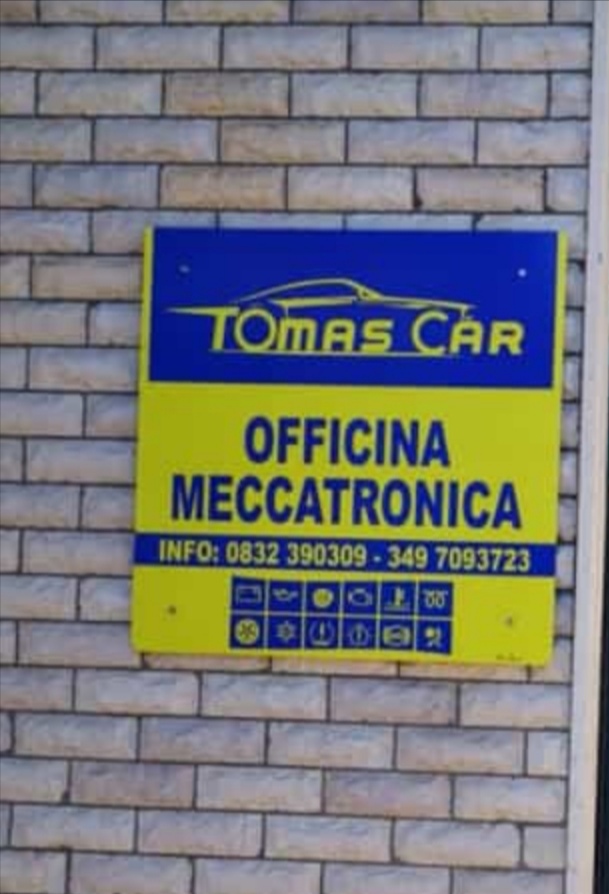 TOMAS CAR
OFFICINA
MECCATRONICA
INFO: 0832 390309 - 349 7093723